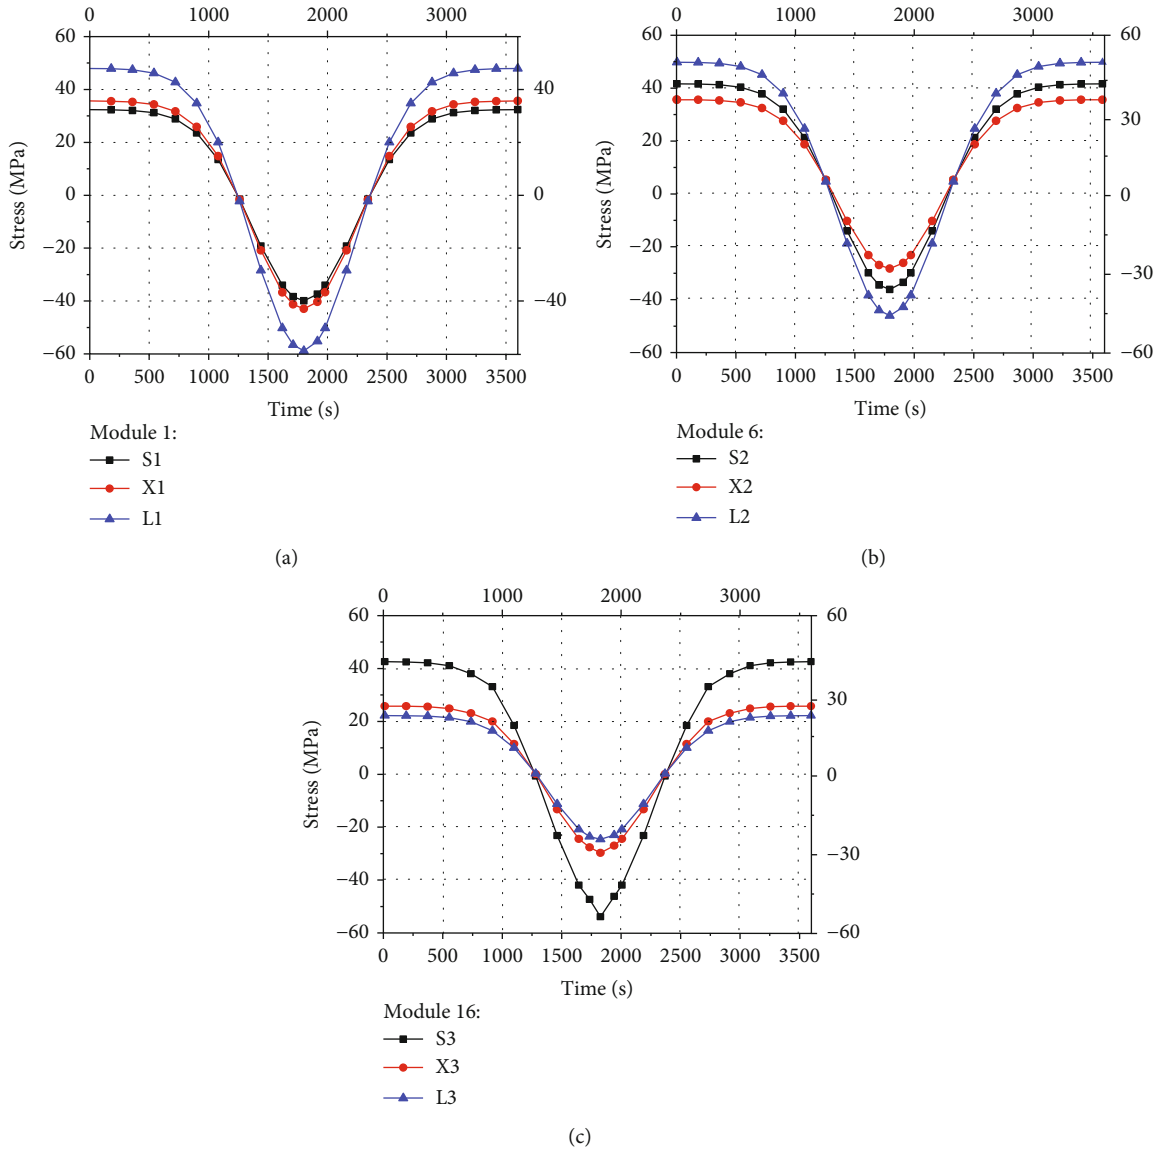 0 1000 2000 3000
60
40
20
0
−20
−40
−60
40
0
−40
Stress (MPa)
0 500 1000 1500 2000 2500 3000 3500
Time (s)
Module 1:
S1
X1
L1
(a)
0 1000 2000 3000
60
40
20
0
−20
−40
−60
60
30
0
−30
−60
Stress (MPa)
0 500 1000 1500 2000 2500 3000 3500
Time (s)
Module 6:
S2
X2
L2
(b)
0 1000 2000 3000
60
40
20
0
−20
−40
−60
60
30
0
−30
−60
Stress (MPa)
0 500 1000 1500 2000 2500 3000 3500
Time (s)
Module 16:
S3
X3
L3
(c)